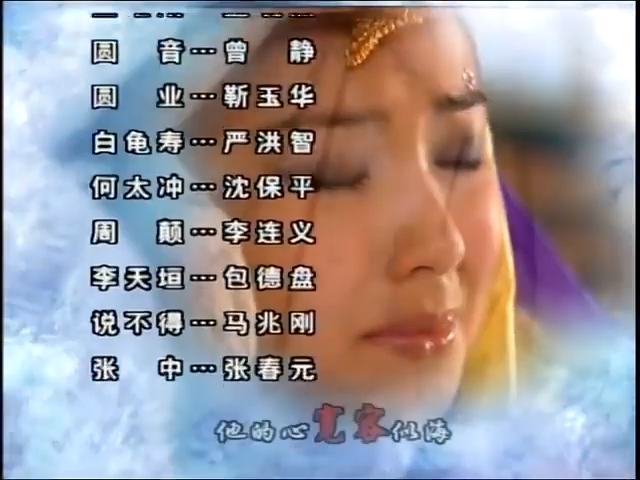 圆 音…曾 静
圆 业…靳玉华
白龟寿…严洪智
何太冲…沈保平
周 颠…李连义
李天垣…包德盘
说不得…马兆刚
张 中…张春元
他的心宽容似海